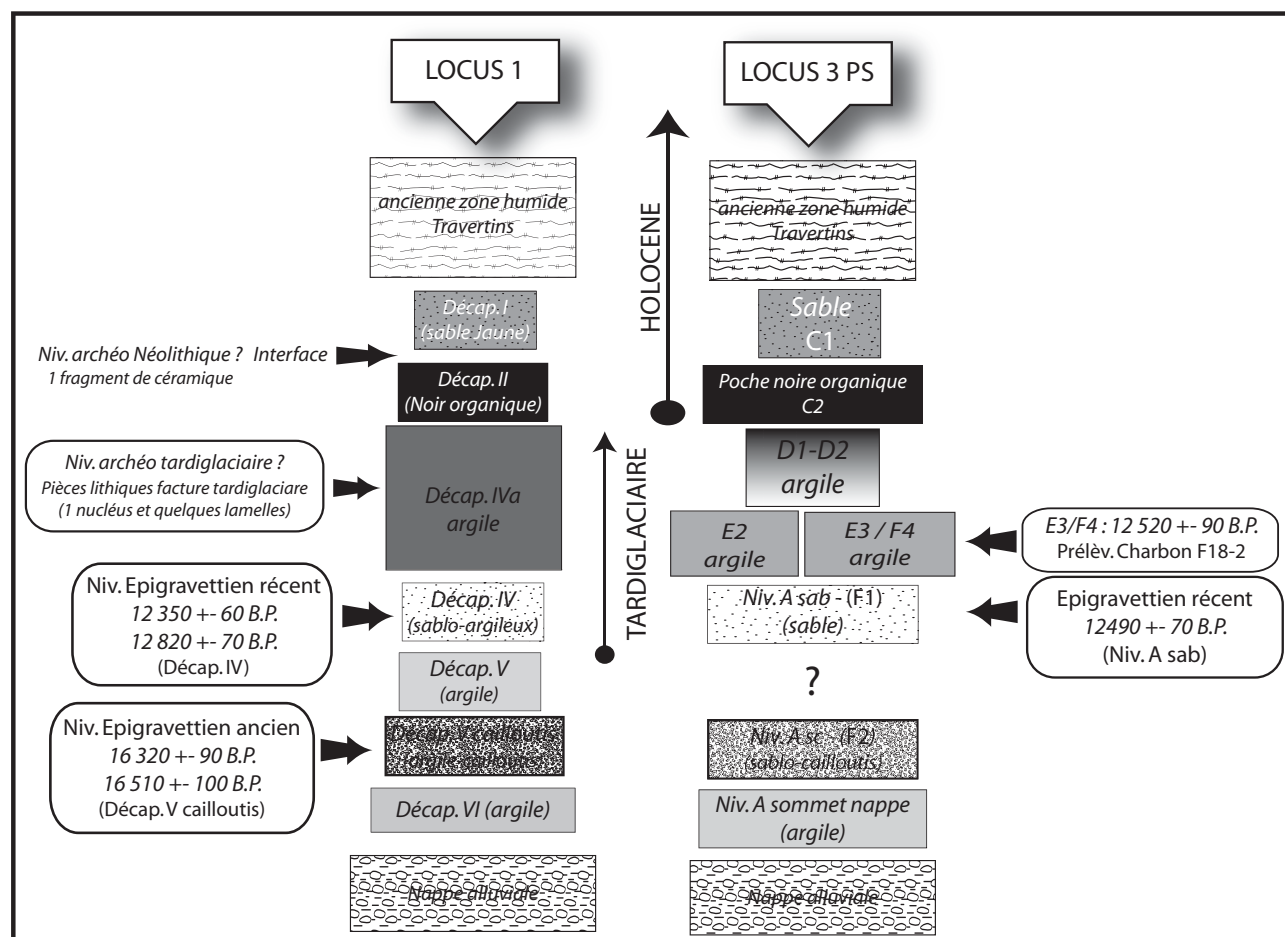 LOCUS 1
ancienne zone humide
Travertins
Décap. I
(sable Jaune)
Niv. archéo Néolithique ? Interface
1 fragment de céramique
Décap. II
(Noir organique)
Niv. archéo tardiglaciaire ?
Pièces lithiques facture tardiglaciare
(1 nucléus et quelques lamelles)
Décap. IVa
argile
Niv. Epigravettien récent
12 350 +- 60 B.P.
12 820 +- 70 B.P.
(Décap. IV)
Décap. IV
(sablo-argileux)
Décap. V
(argile)
Niv. Epigravettien ancien
16 320 +- 90 B.P.
16 510 +- 100 B.P.
(Décap. V cailloutis)
Décap. V cailloutis
(argile-cailloutis)
Décap. VI (argile)
Nappe alluviale
HOLOCENE
TARDIGLACIAIRE
LOCUS 3 PS
ancienne zone humide
Travertins
Sable
C1
Poche noire organique
C2
D1-D2
argile
E2
argile
E3 / F4
argile
E3/F4 : 12 520 +- 90 B.P.
Prélèv. Charbon F18-2
Niv. A sab - (F1)
(sable)
Epigravettien récent
12490 +- 70 B.P.
(Niv. A sab)
?
Niv. A sc (F2)
(sablo-cailloutis)
Niv. A sommet nappe
(argile)
Nappe alluviale